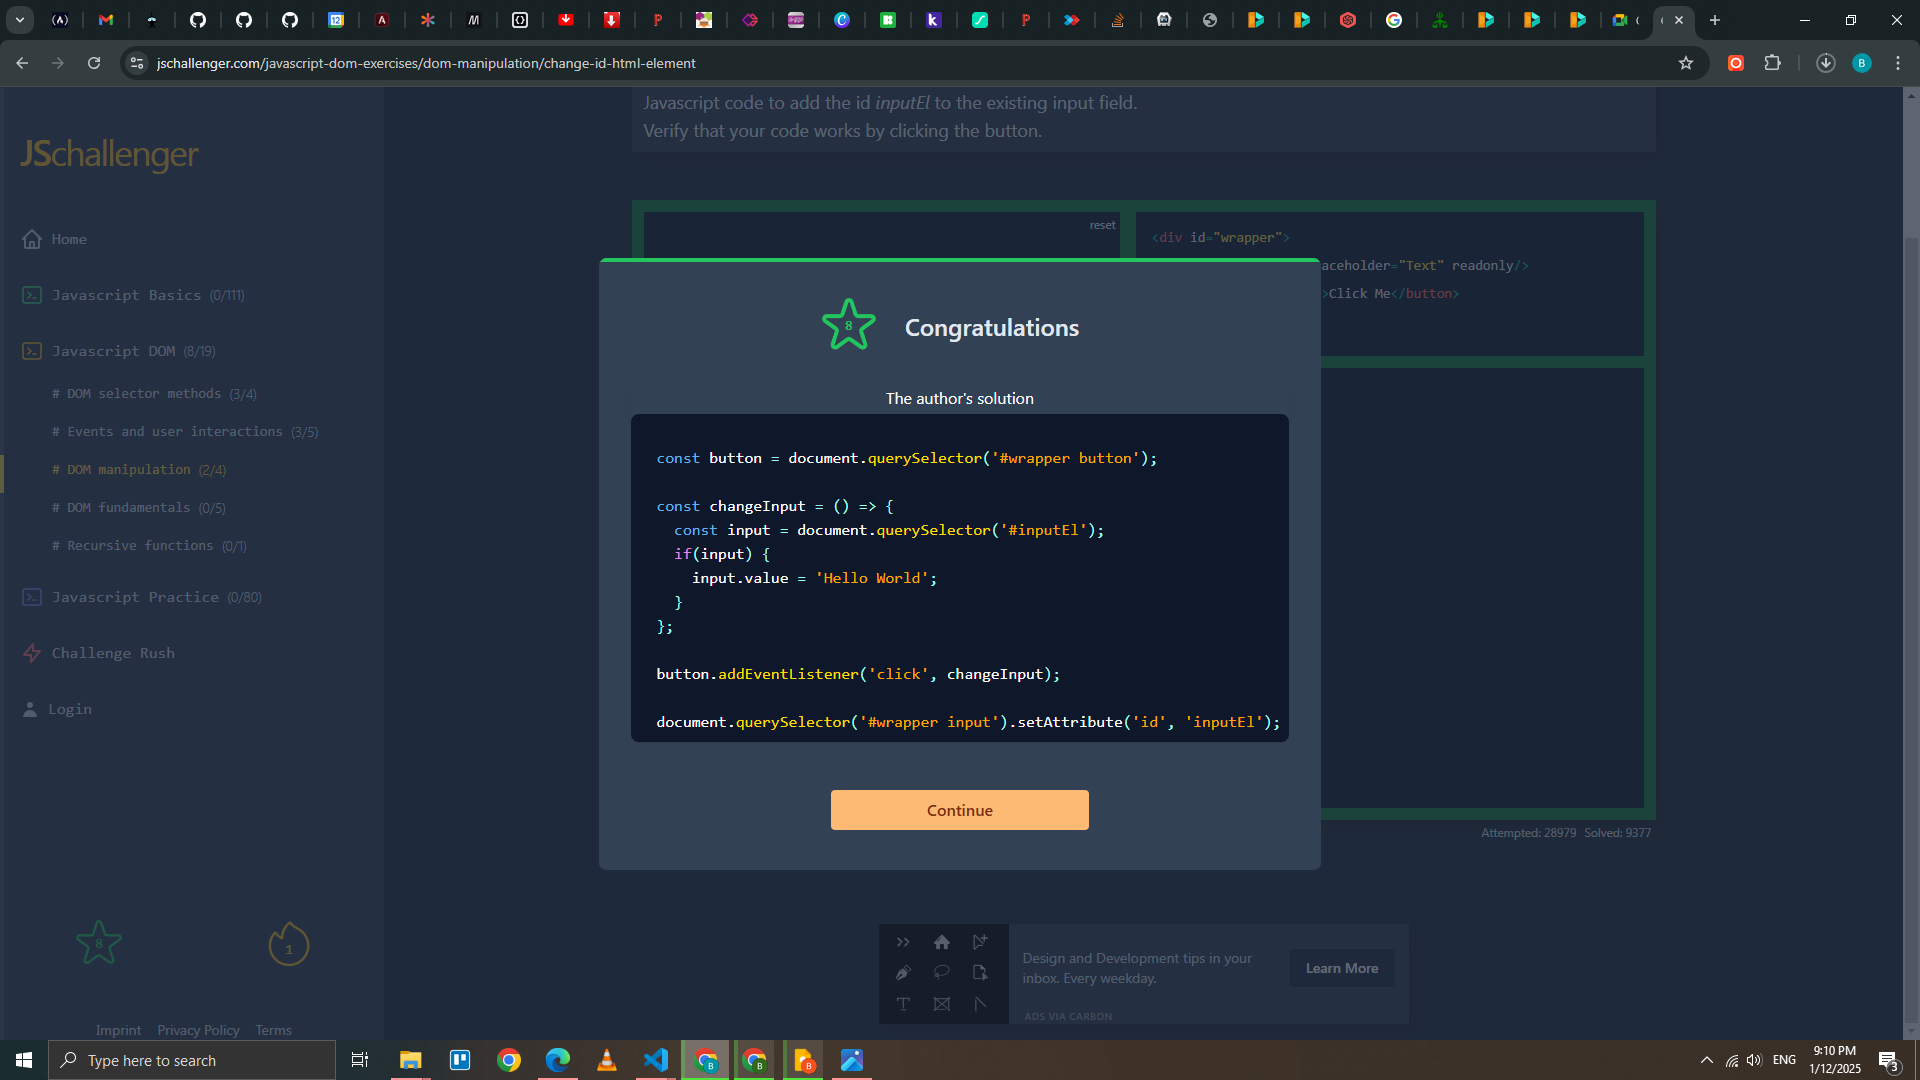 jschallenger.com/javascript-dom-exercises/dom-manipulation/change-id-html-element
B
JSchallenger
Home
Javascript Basics (0/111)
Javascript DOM (8/19)
# DOM selector methods (3/4)
# Events and user interactions (3/5)
# DOM manipulation (2/4)
# DOM fundamentals (0/5)
# Recursive functions (0/1)
Javascript Practice (0/80)
Challenge Rush
Login
8
1
Imprint Privacy Policy Terms
Javascript code to add the id inputEl to the existing input field.
Verify that your code works by clicking the button.
reset
<div id="wrapper">
aceholder="Text" readonly/>
>Click Me</button>
8
Congratulations
The author's solution
const button = document.querySelector('#wrapper button');
const changeInput = () => {
const input = document.querySelector('#inputEl');
if(input) {
input.value = 'Hello World';
}
};
button.addEventListener('click', changeInput);
document.querySelector('#wrapper input').setAttribute('id', 'inputEl');
Continue
Attempted: 28979 Solved: 9377
Design and Development tips in your
inbox. Every weekday.
Learn More
ADS VIA CARBON
Type here to search
ENG
9:10 PM
1/12/2025
3